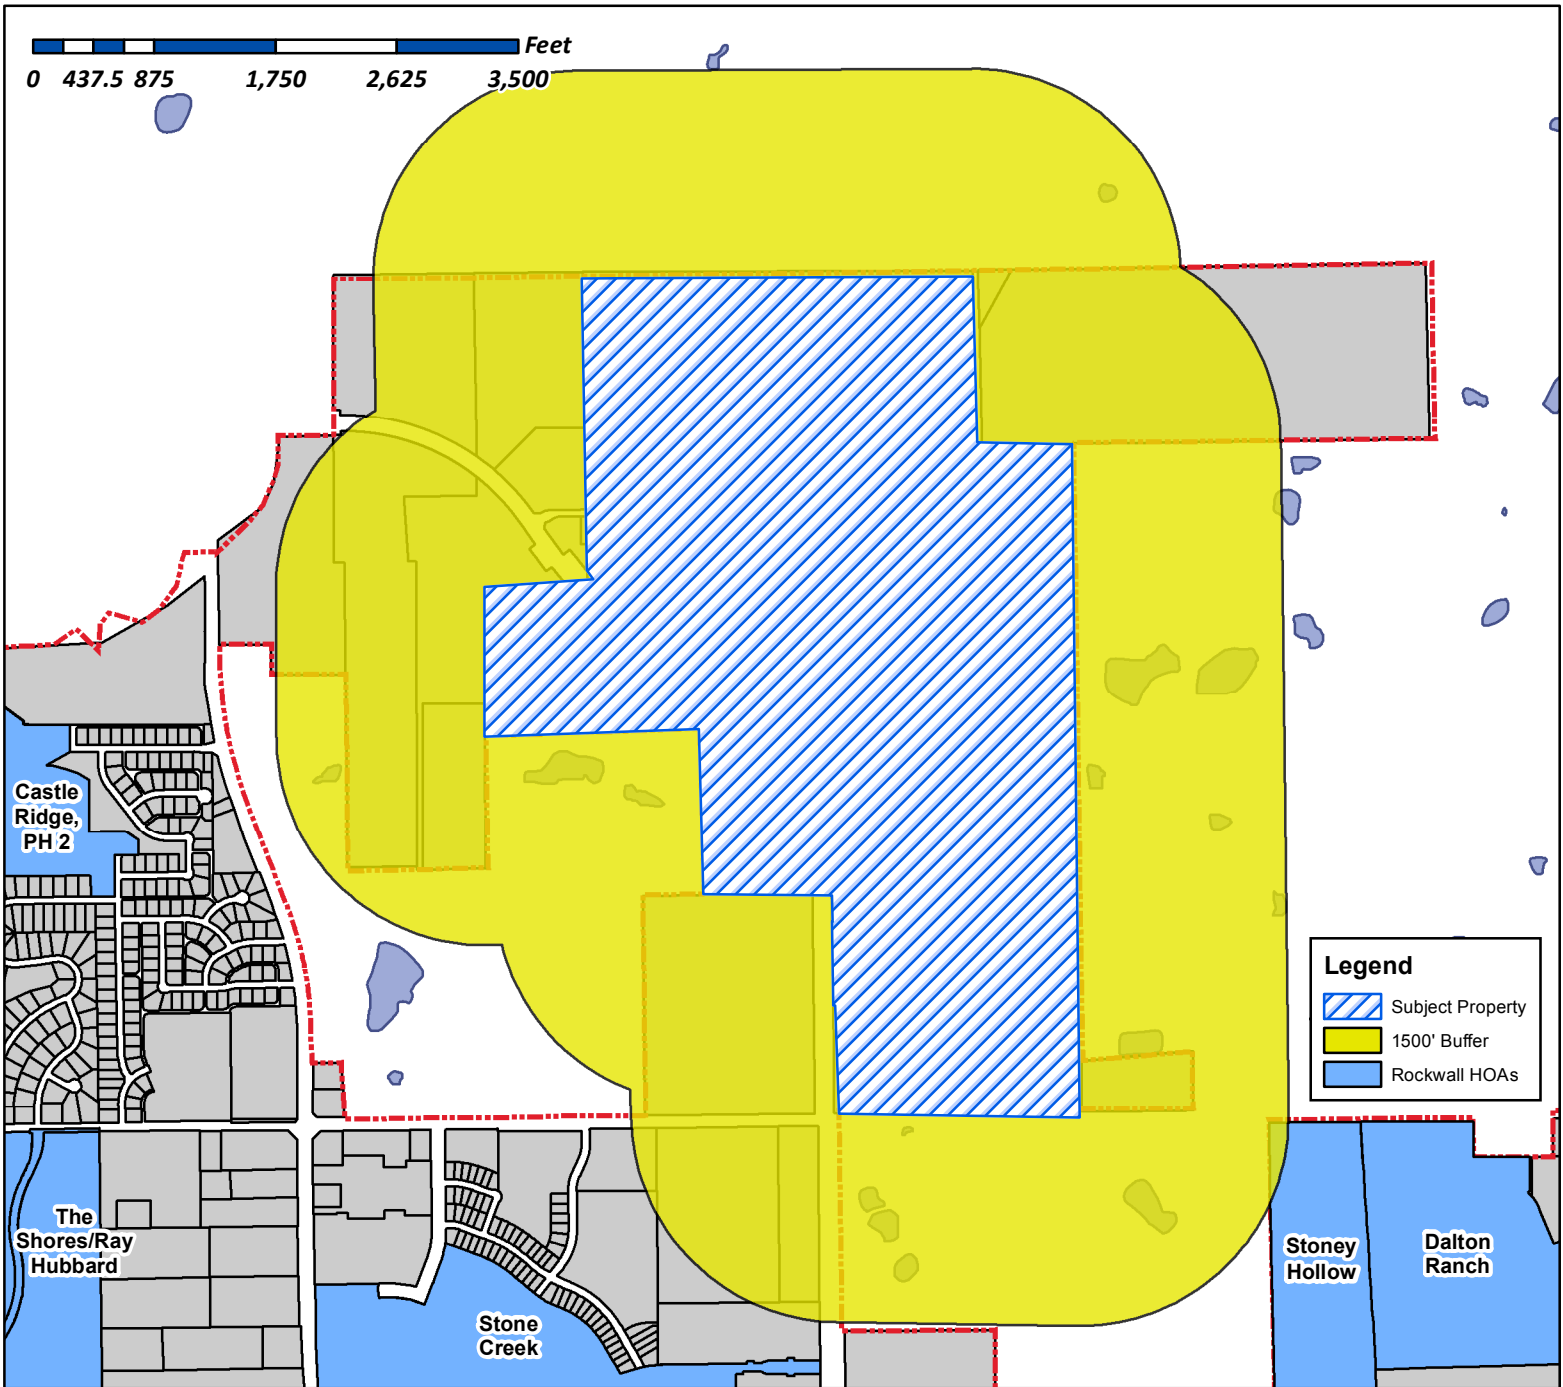 Feet
0 437.5 875 1,750 2,625 3,500
Castle
Ridge,
PH 2
The
Shores/Ray
Hubbard
Stone
Creek
Stoney
Hollow
Dalton
Ranch
Legend
Subject Property
1500' Buffer
Rockwall HOAs